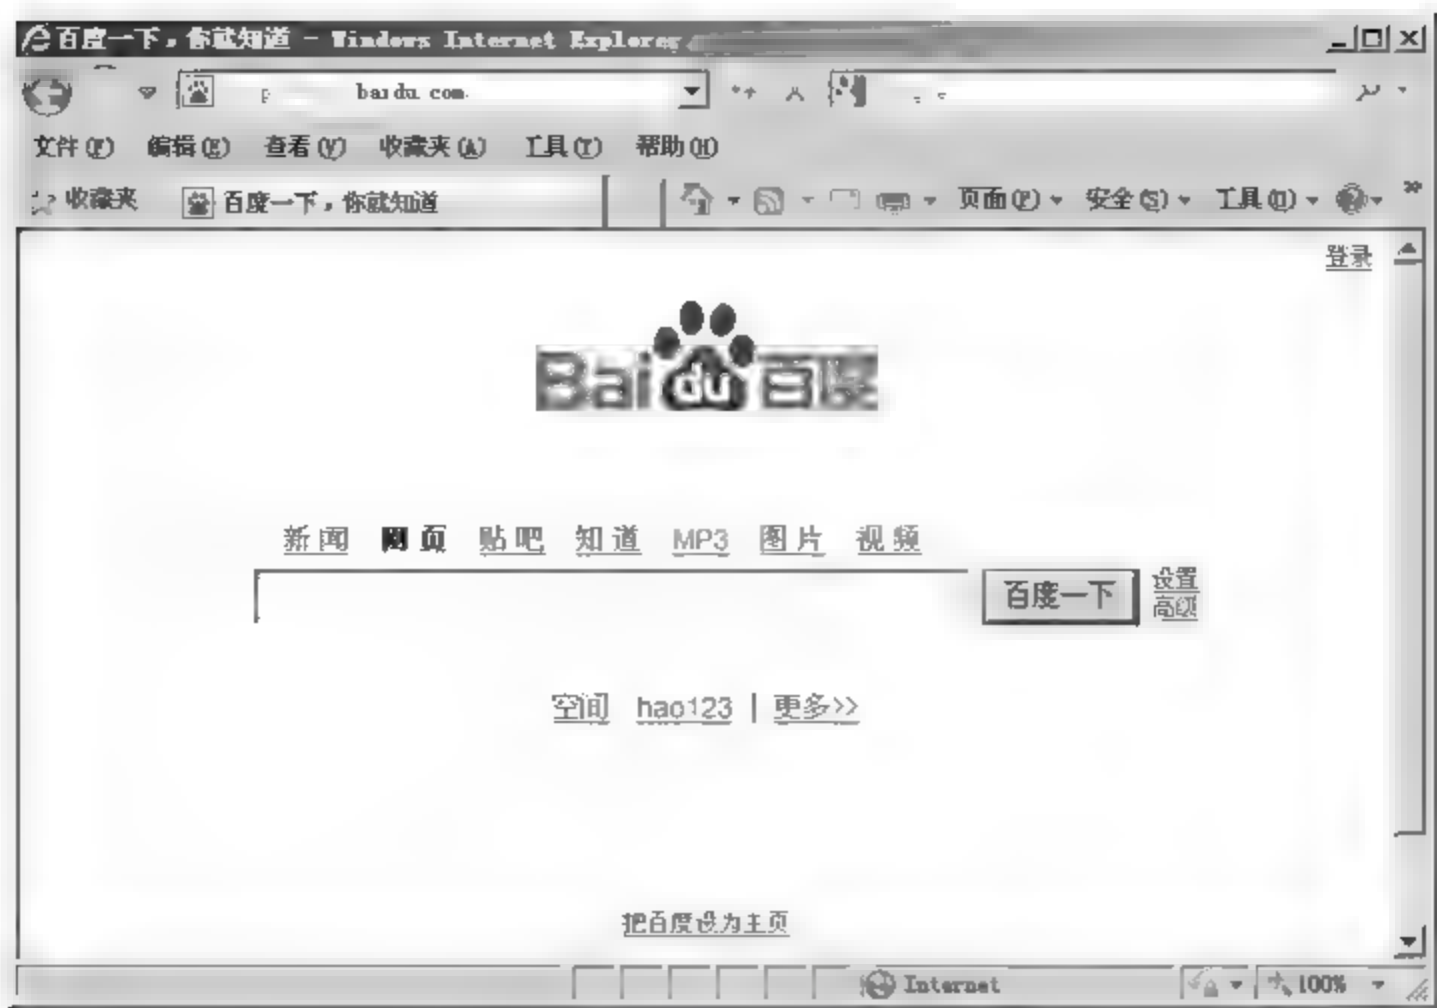 百度一下，你就知道 - Windows Internet Explorer
baidu.com
文件(F) 编辑(E) 查看(V) 收藏夹(A) 工具(T) 帮助(H)
收藏夹 百度一下，你就知道 页面(P) 安全(S) 工具(O) »
登录
Bai du 百度
新闻 网页 贴吧 知道 MP3 图片 视频
百度一下 设置
高级
空间 hao123 | 更多>>
把百度设为主页
Internet 100%